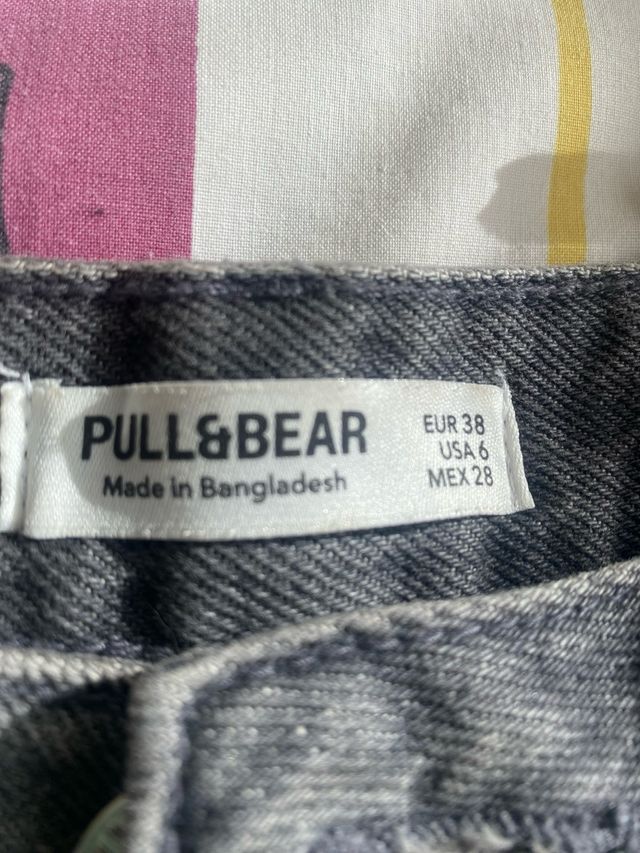 PULL&BEAR
Made in Bangladesh
EUR 38
USA 6
MEX 28